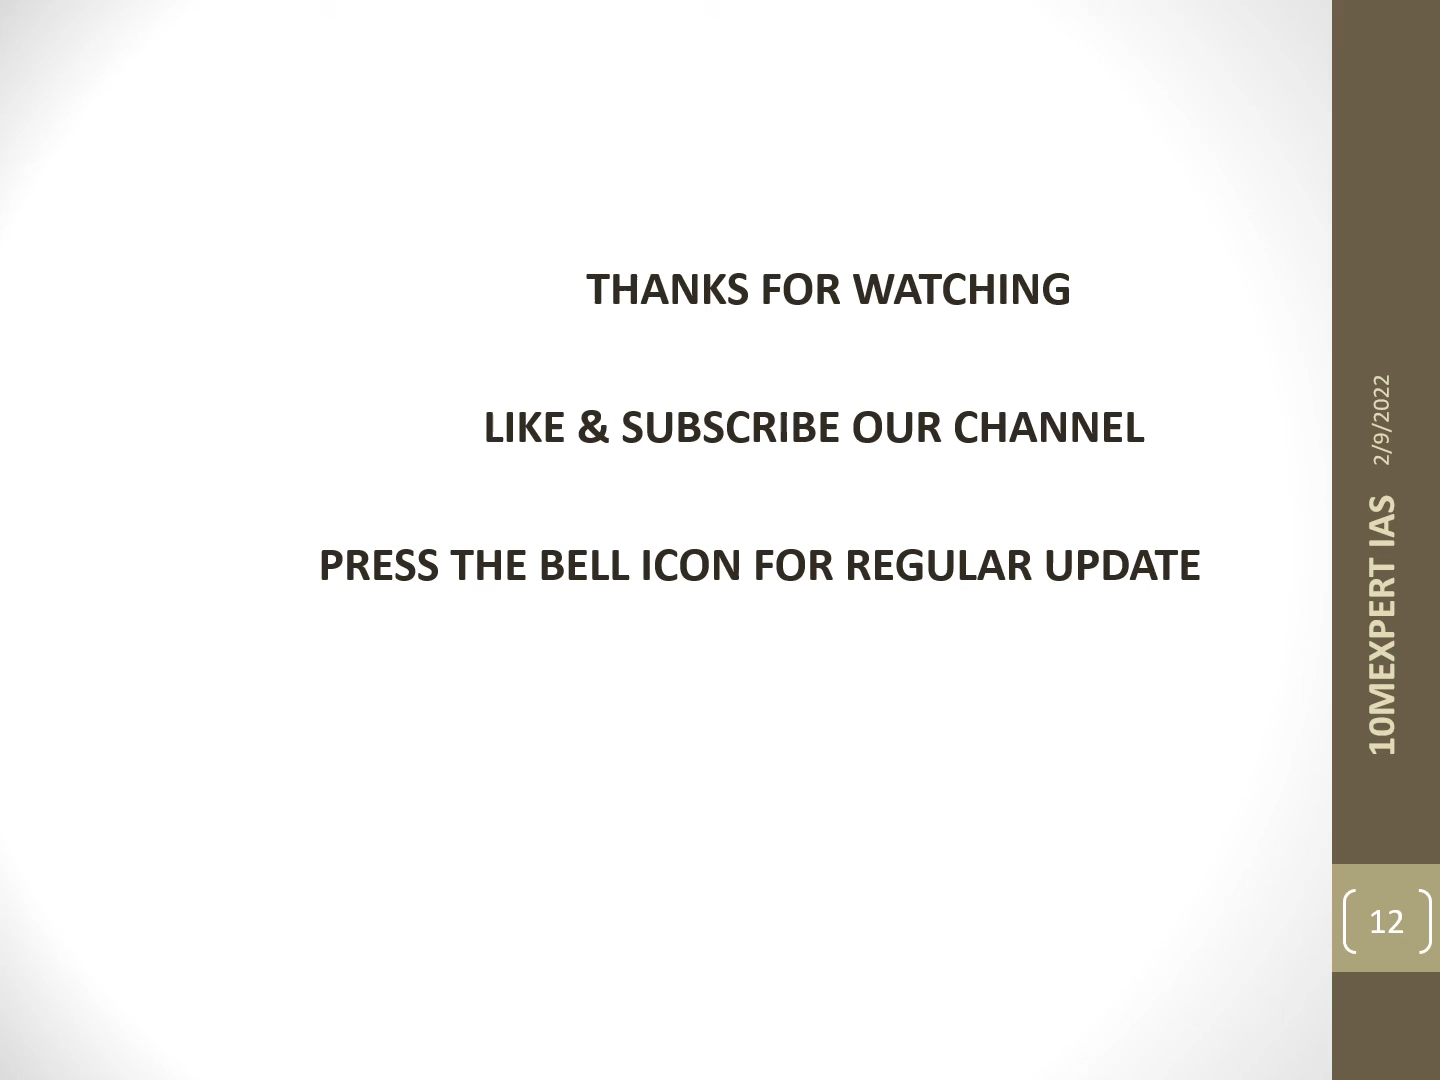 THANKS FOR WATCHING
LIKE & SUBSCRIBE OUR CHANNEL
PRESS THE BELL ICON FOR REGULAR UPDATE
10MEXPERT IAS
2/9/2022
12